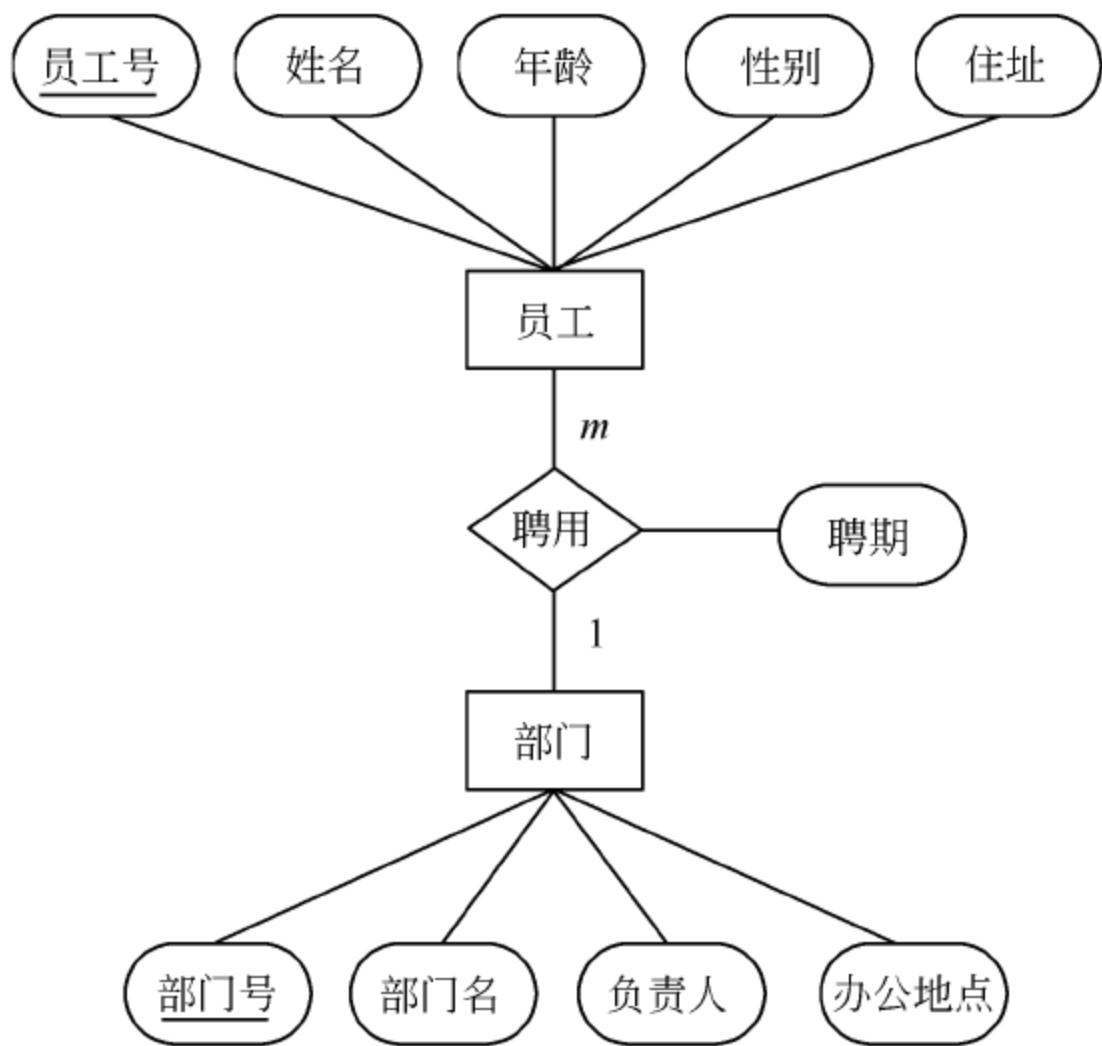 员工号
姓名
年龄
性别
住址
员工
m
聘用
聘期
1
部门
部门号
部门名
负责人
办公地点